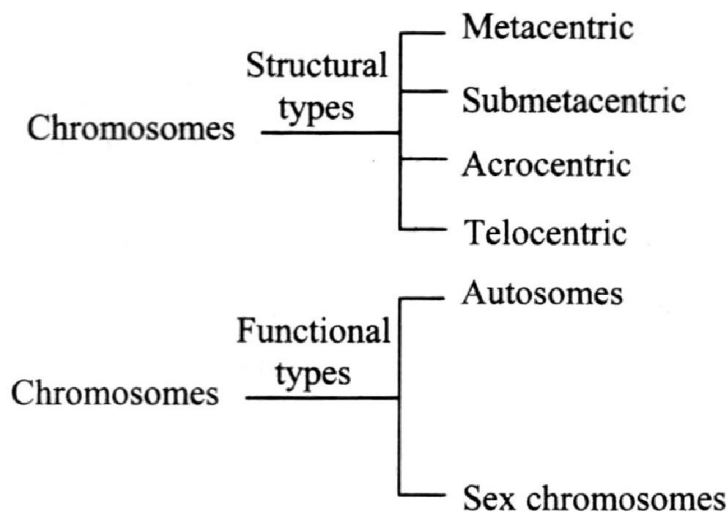 Metacentric
Structural
types
Submetacentric
Chromosomes
Acrocentric
Telocentric
Autosomes
Functional
types
Chromosomes
Sex chromosomes